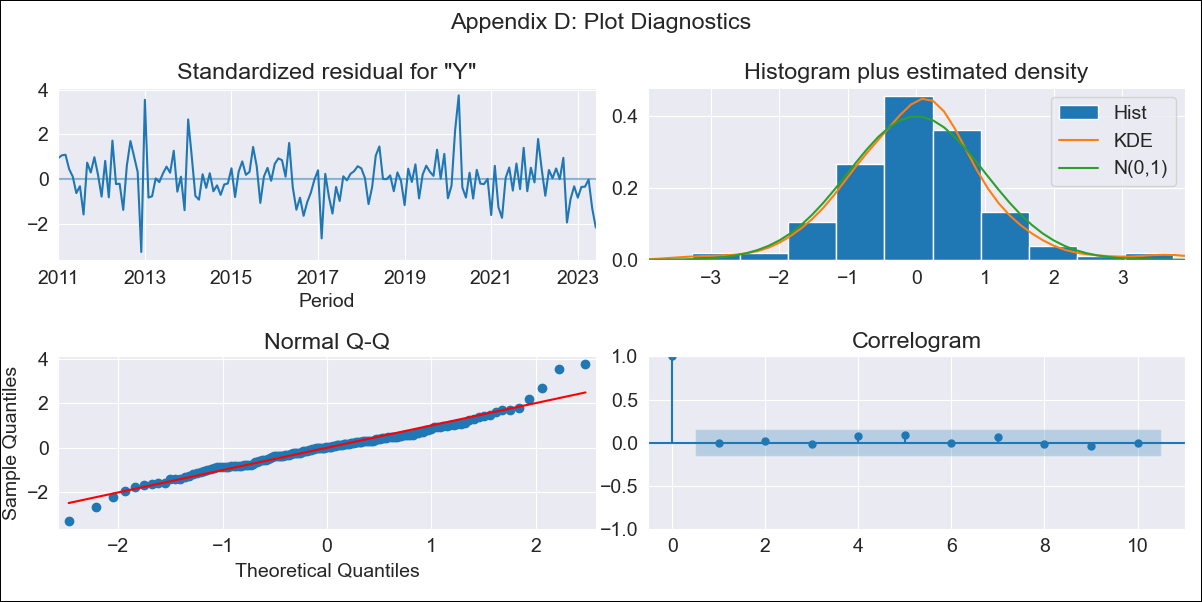 Appendix D: Plot Diagnostics
Standardized residual for "Y"
4
2
0
−2
2011 2013 2015 2017 2019 2021 2023
Period
Histogram plus estimated density
0.4
0.2
0.0
−3 −2 −1 0 1 2 3
Hist
KDE
N(0,1)
Normal Q-Q
Sample Quantiles
4
2
0
−2
−2 −1 0 1 2
Theoretical Quantiles
Correlogram
1.0
0.5
0.0
−0.5
−1.0
0 2 4 6 8 10